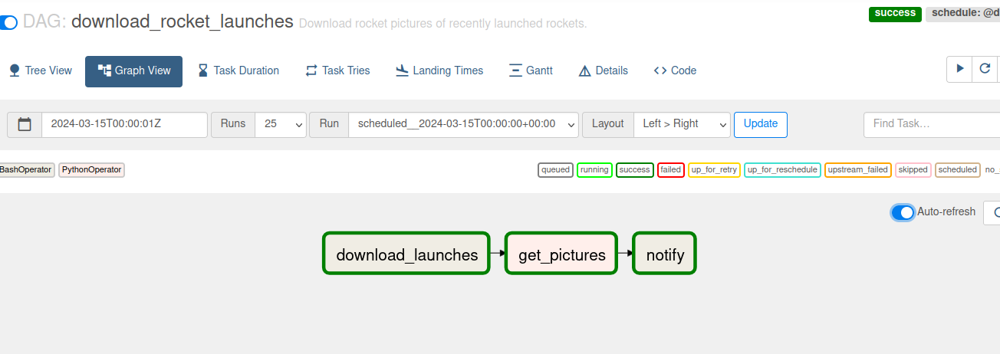 DAG: download_rocket_launches Download rocket pictures of recently launched rockets. success schedule: @d
Tree View Graph View Task Duration Task Tries Landing Times Gantt Details Code
2024-03-15T00:00:01Z Runs 25 Run scheduled__2024-03-15T00:00:00+00:00 Layout Left > Right Update Find Task…
BashOperator PythonOperator queued running success failed up_for_retry up_for_reschedule upstream_failed skipped scheduled
Auto-refresh
download_launches get_pictures notify